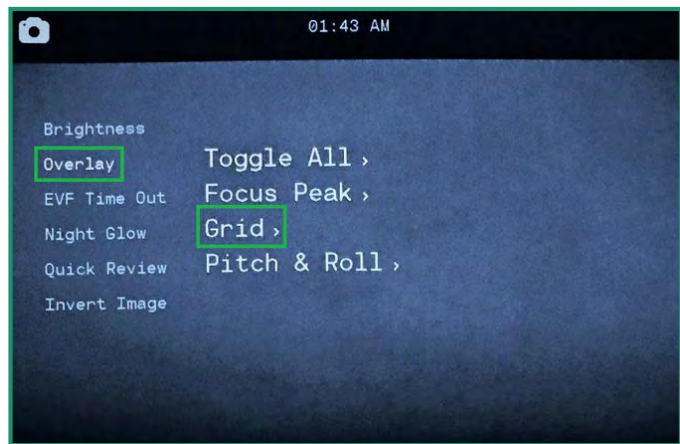 01:43 AM
Brightness
Overlay
EVF Time Out
Night Glow
Quick Review
Invert Image
Toggle All ›
Focus Peak ›
Grid ›
Pitch & Roll ›